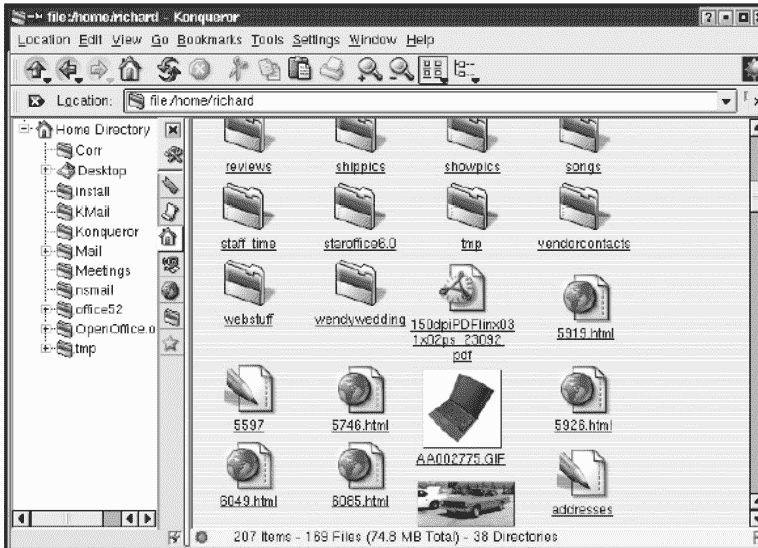 file:/home/richard - Konqueror
Location Edit View Go Bookmarks Tools Settings Window Help
Location: file:/home/richard
Home Directory
Corr
Desktop
install
KMail
Konqueror
Mail
Meetings
nsmail
office52
OpenOffice.o
tmp
reviews shippics showpics songs
staff_time staroffice6.0 tmp vendorcontacts
webstuff wendywedding 150dpiPDFlinx03 5919.html
1x02ps_23092.
pdf
5597 5746.html AA002775.GIF 5926.html
6049.html 6085.html addresses
207 Items - 169 Files (74.8 MB Total) - 38 Directories